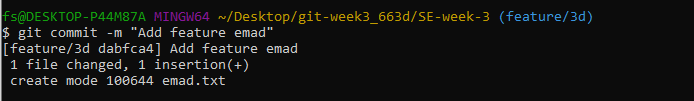 fs@DESKTOP-P44M87A MINGW64 ~/Desktop/git-week3_663d/SE-week-3 (feature/3d)
$ git commit -m "Add feature emad"
[feature/3d dabfca4] Add feature emad
 1 file changed, 1 insertion(+)
 create mode 100644 emad.txt